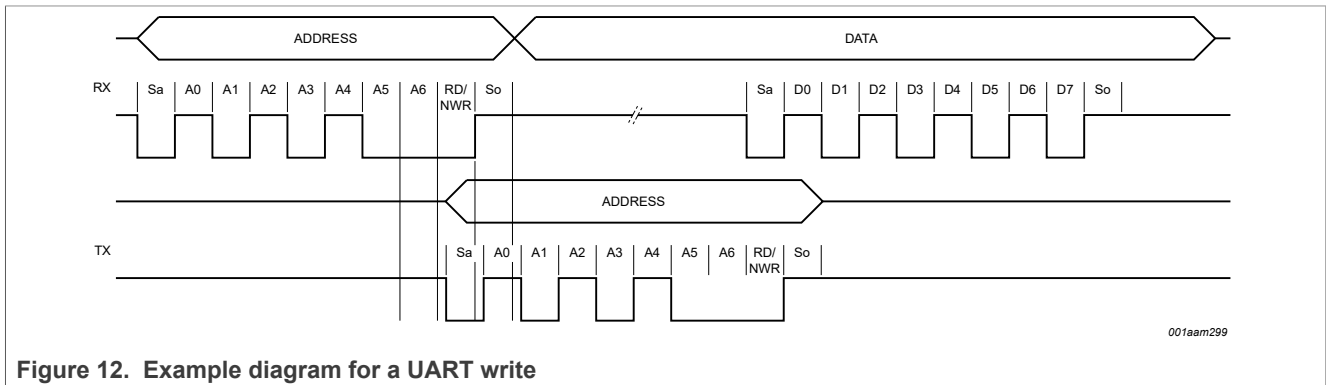 ADDRESS DATA
RX Sa A0 A1 A2 A3 A4 A5 A6 RD/ So Sa D0 D1 D2 D3 D4 D5 D6 D7 So
NWR
ADDRESS
TX Sa A0 A1 A2 A3 A4 A5 A6 RD/ So
NWR
001aam299
Figure 12. Example diagram for a UART write